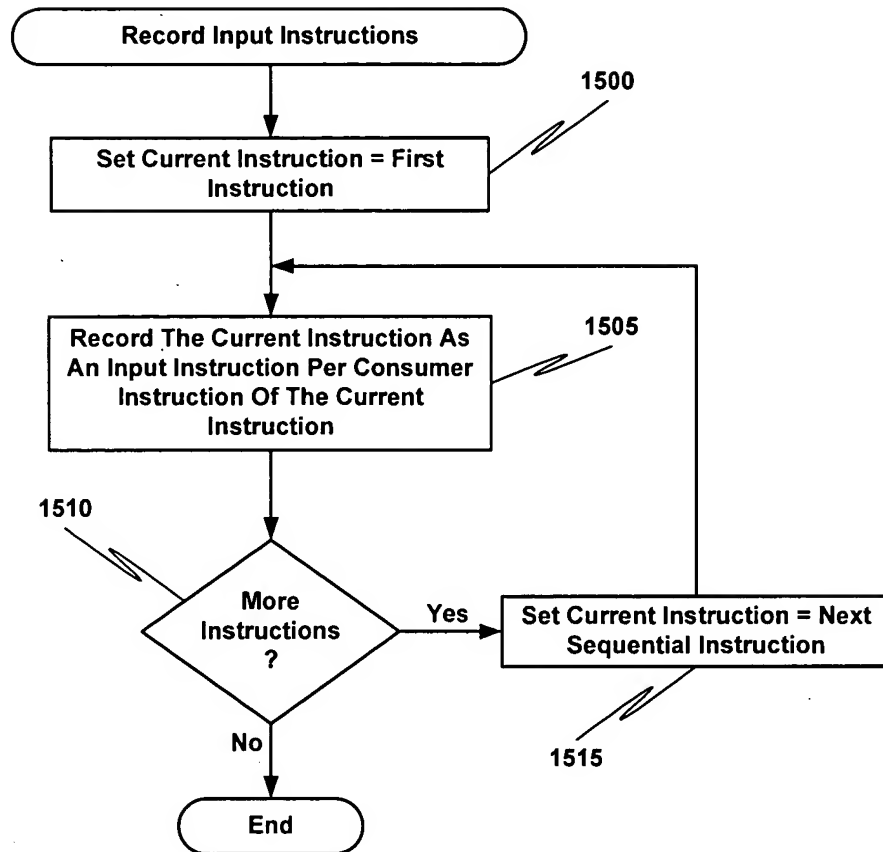 Record Input Instructions
1500
Set Current Instruction = First
Instruction
Record The Current Instruction As
An Input Instruction Per Consumer
Instruction Of The Current
Instruction
1505
1510
More
Instructions
?
Yes
Set Current Instruction = Next
Sequential Instruction
No
1515
End